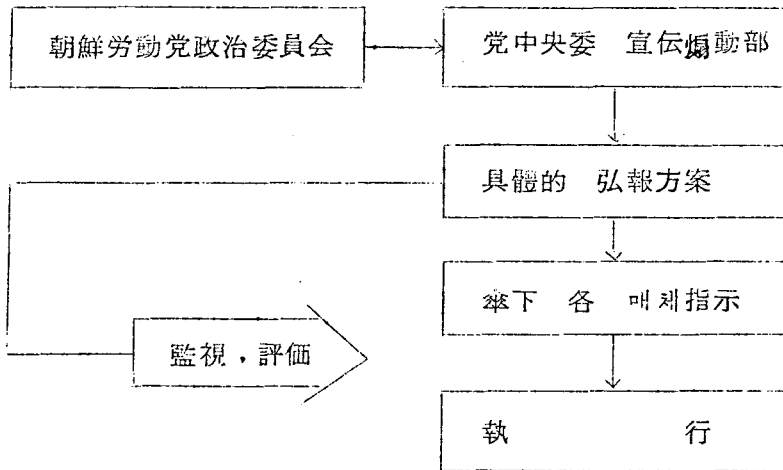 朝鮮労動党政治委員会
党中央委 宣伝煽動部
具體的 弘報方案
傘下 各 매체指示
監視,評価
執 行